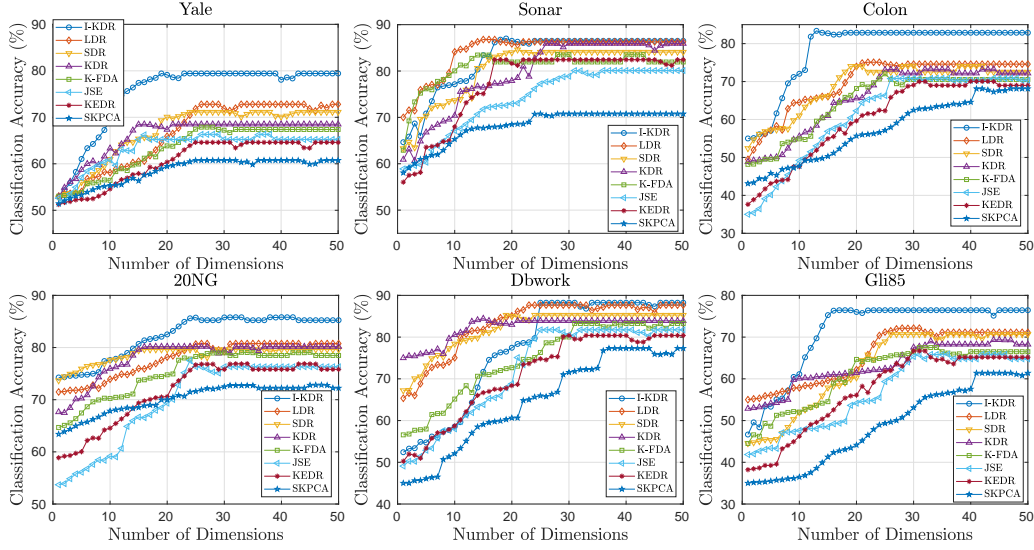 Yale
Classification Accuracy (%)
90
80
70
60
50
I-KDR
LDR
SDR
KDR
K-FDA
JSE
KEDR
SKPCA
0 10 20 30 40 50
Number of Dimensions
Sonar
Classification Accuracy (%)
90
80
70
60
50
I-KDR
LDR
SDR
KDR
K-FDA
JSE
KEDR
SKPCA
0 10 20 30 40 50
Number of Dimensions
Colon
Classification Accuracy (%)
80
70
60
50
40
30
I-KDR
LDR
SDR
KDR
K-FDA
JSE
KEDR
SKPCA
0 10 20 30 40 50
Number of Dimensions
20NG
Classification Accuracy (%)
90
80
70
60
50
I-KDR
LDR
SDR
KDR
K-FDA
JSE
KEDR
SKPCA
0 10 20 30 40 50
Number of Dimensions
Dbwork
Classification Accuracy (%)
90
80
70
60
50
40
I-KDR
LDR
SDR
KDR
K-FDA
JSE
KEDR
SKPCA
0 10 20 30 40 50
Number of Dimensions
Gli85
Classification Accuracy (%)
80
70
60
50
40
30
I-KDR
LDR
SDR
KDR
K-FDA
JSE
KEDR
SKPCA
0 10 20 30 40 50
Number of Dimensions